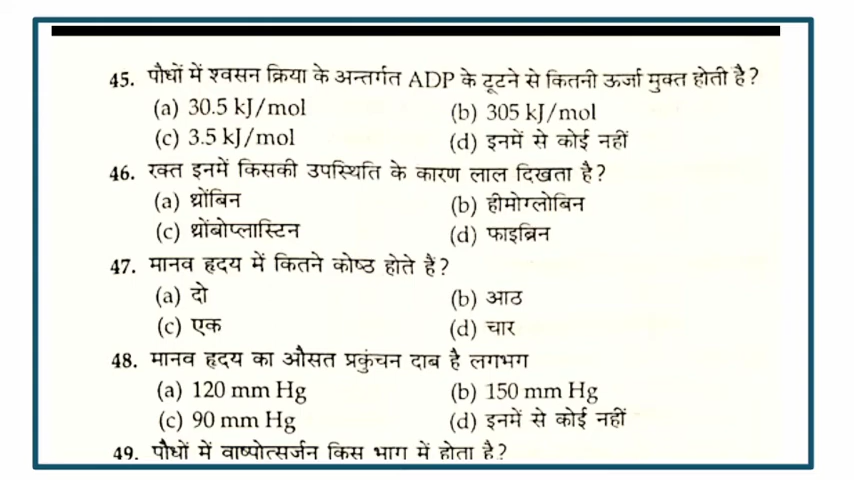 45. पौधों में श्वसन क्रिया के अन्तर्गत ADP के टूटने से कितनी ऊर्जा मुक्त होती है?
(a) 30.5 kJ/mol (b) 305 kJ/mol
(c) 3.5 kJ/mol (d) इनमें से कोई नहीं
46. रक्त इनमें किसकी उपस्थिति के कारण लाल दिखता है?
(a) थ्रोंबिन (b) हीमोग्लोबिन
(c) थ्रोंबोप्लास्टिन (d) फाइब्रिन
47. मानव हृदय में कितने कोष्ठ होते हैं?
(a) दो (b) आठ
(c) एक (d) चार
48. मानव हृदय का औसत प्रकुंचन दाब है लगभग
(a) 120 mm Hg (b) 150 mm Hg
(c) 90 mm Hg (d) इनमें से कोई नहीं
49. पौधों में वाष्पोत्सर्जन किस भाग में होता है?